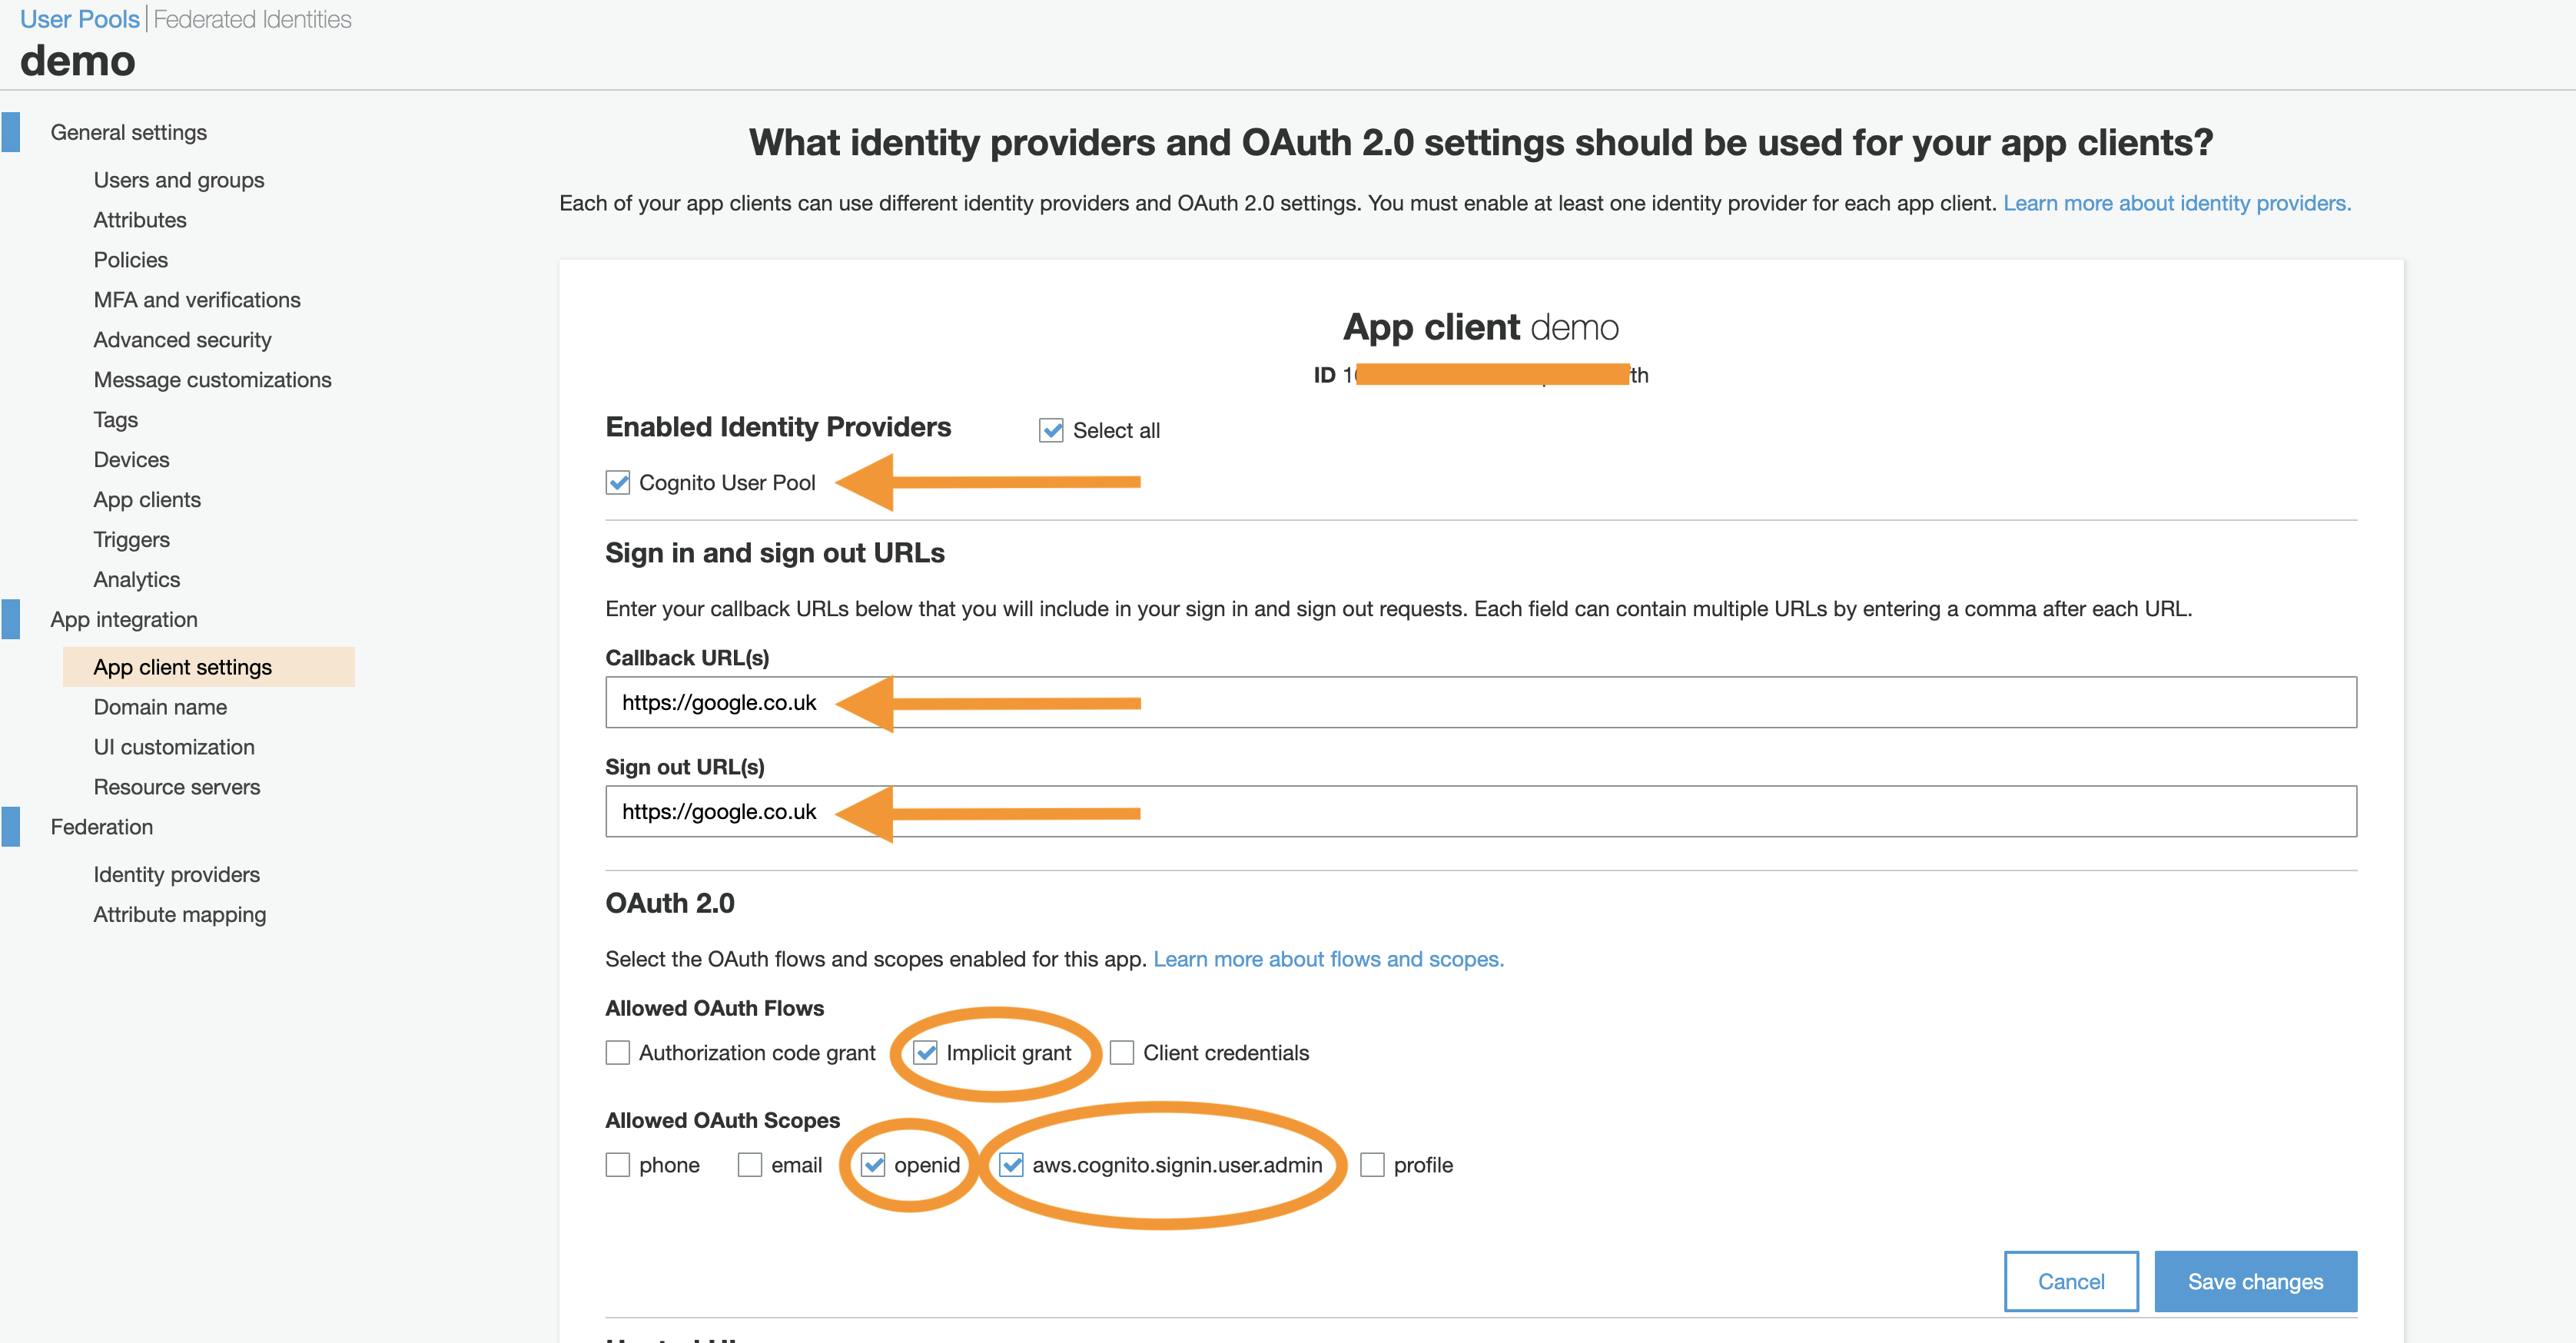 User Pools | Federated Identities
demo
General settings
Users and groups
Attributes
Policies
MFA and verifications
Advanced security
Message customizations
Tags
Devices
App clients
Triggers
Analytics
App integration
App client settings
Domain name
UI customization
Resource servers
Federation
Identity providers
Attribute mapping
What identity providers and OAuth 2.0 settings should be used for your app clients?
Each of your app clients can use different identity providers and OAuth 2.0 settings. You must enable at least one identity provider for each app client. Learn more about identity providers.
App client demo
ID 1 th
Enabled Identity Providers Select all
Cognito User Pool
Sign in and sign out URLs
Enter your callback URLs below that you will include in your sign in and sign out requests. Each field can contain multiple URLs by entering a comma after each URL.
Callback URL(s)
https://google.co.uk
Sign out URL(s)
https://google.co.uk
OAuth 2.0
Select the OAuth flows and scopes enabled for this app. Learn more about flows and scopes.
Allowed OAuth Flows
Authorization code grant Implicit grant Client credentials
Allowed OAuth Scopes
phone email openid aws.cognito.signin.user.admin profile
Cancel Save changes